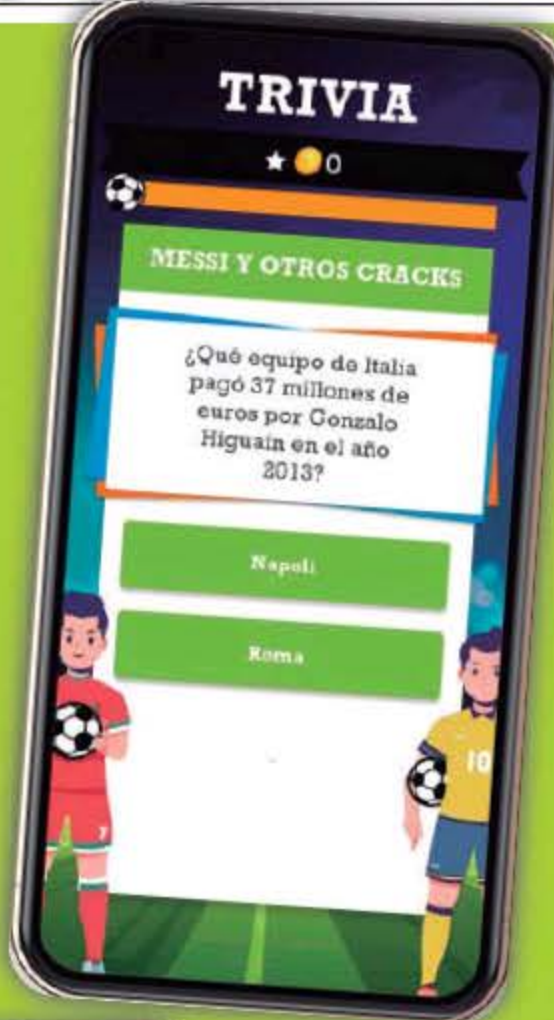 TRIVIA
0
MESSI Y OTROS CRACKS
¿Qué equipo de Italia
pagó 37 millones de
euros por Gonzalo
Higuaín en el año
2013?
Napoli
Roma
7
10